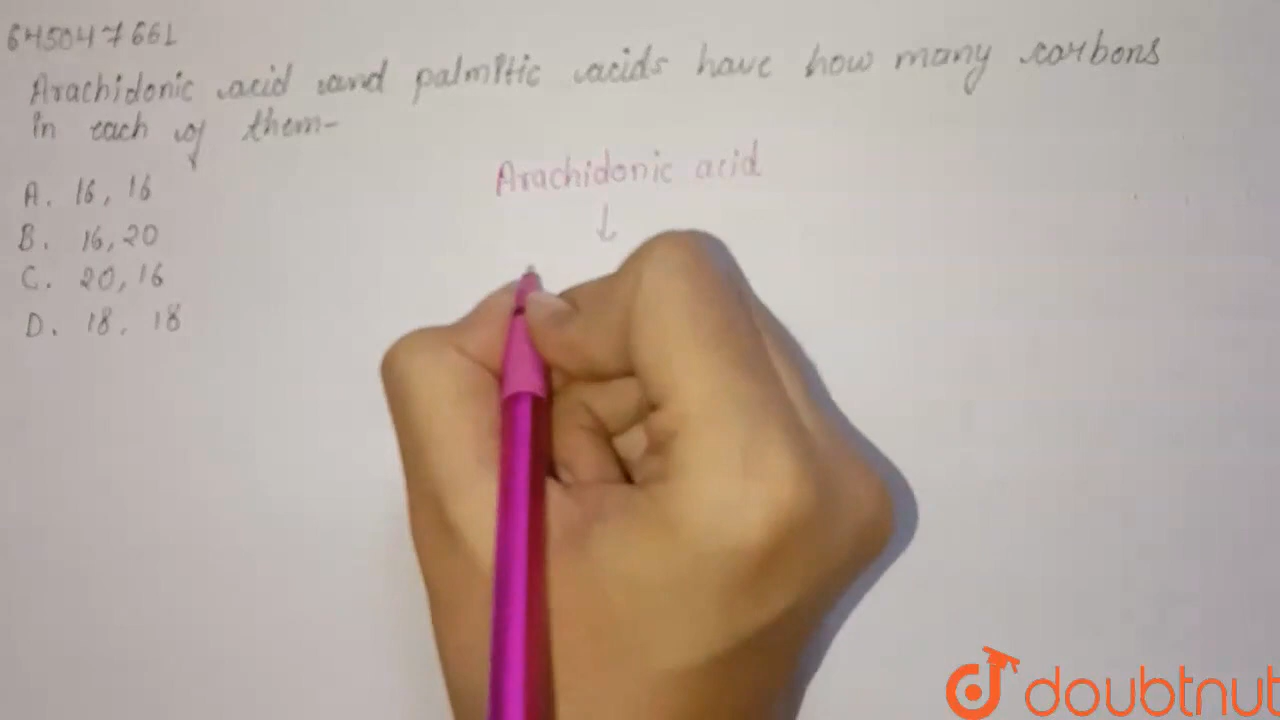 645047661
Arachidonic acid and palmitic acids have how many carbons
in each of them-
A. 16, 16
B. 16, 20
C. 20, 16
D. 18, 18
Arachidonic acid
↓
doubtnut